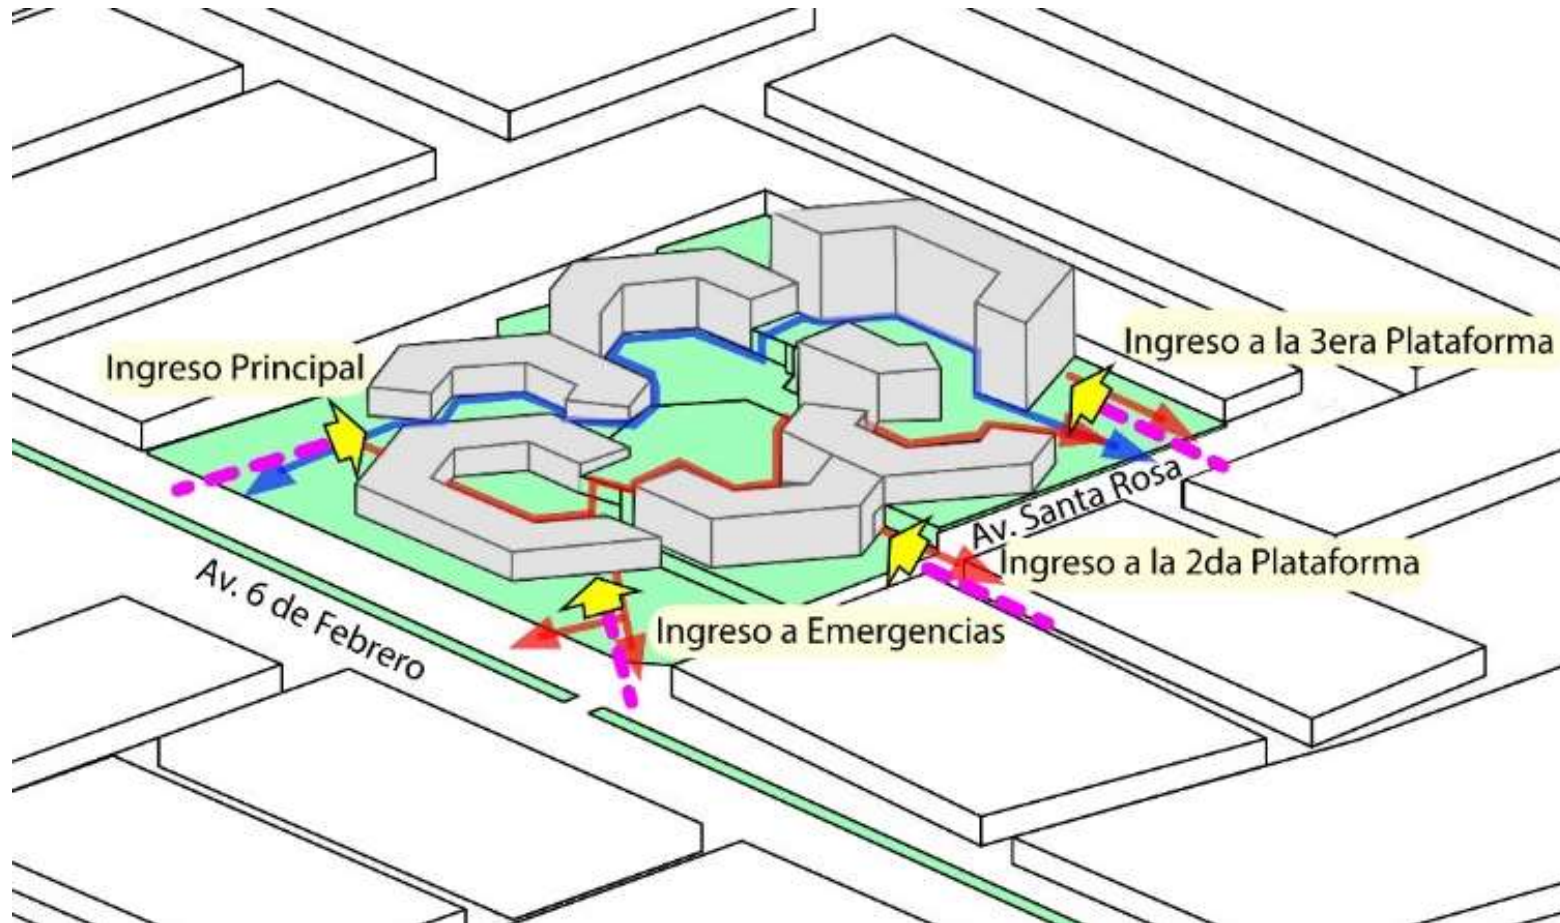 Ingreso a la 3era Plataforma
Ingreso Principal
Av. Santa Rosa
Ingreso a la 2da Plataforma
Av. 6 de Febrero
Ingreso a Emergencias